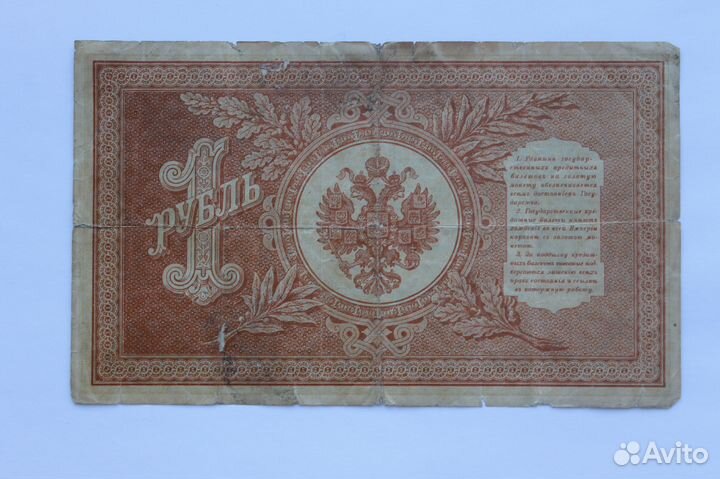 1
РУБЛЬ
1. Размѣнъ государ-
ственныхъ кредитныхъ
билетовъ на золотую
монету обезпечивается
всѣмъ достояніемъ Госу-
дарства.
2. Государственные кре-
дитные билеты имѣютъ
хожденіе во всей Имперіи
наравнѣ съ золотою мо-
нетою.
3. За поддѣлку кредит-
ныхъ билетовъ виновные под-
вергаются лишенію всѣхъ
правъ состоянія и ссылкѣ
въ каторжную работу.
Avito